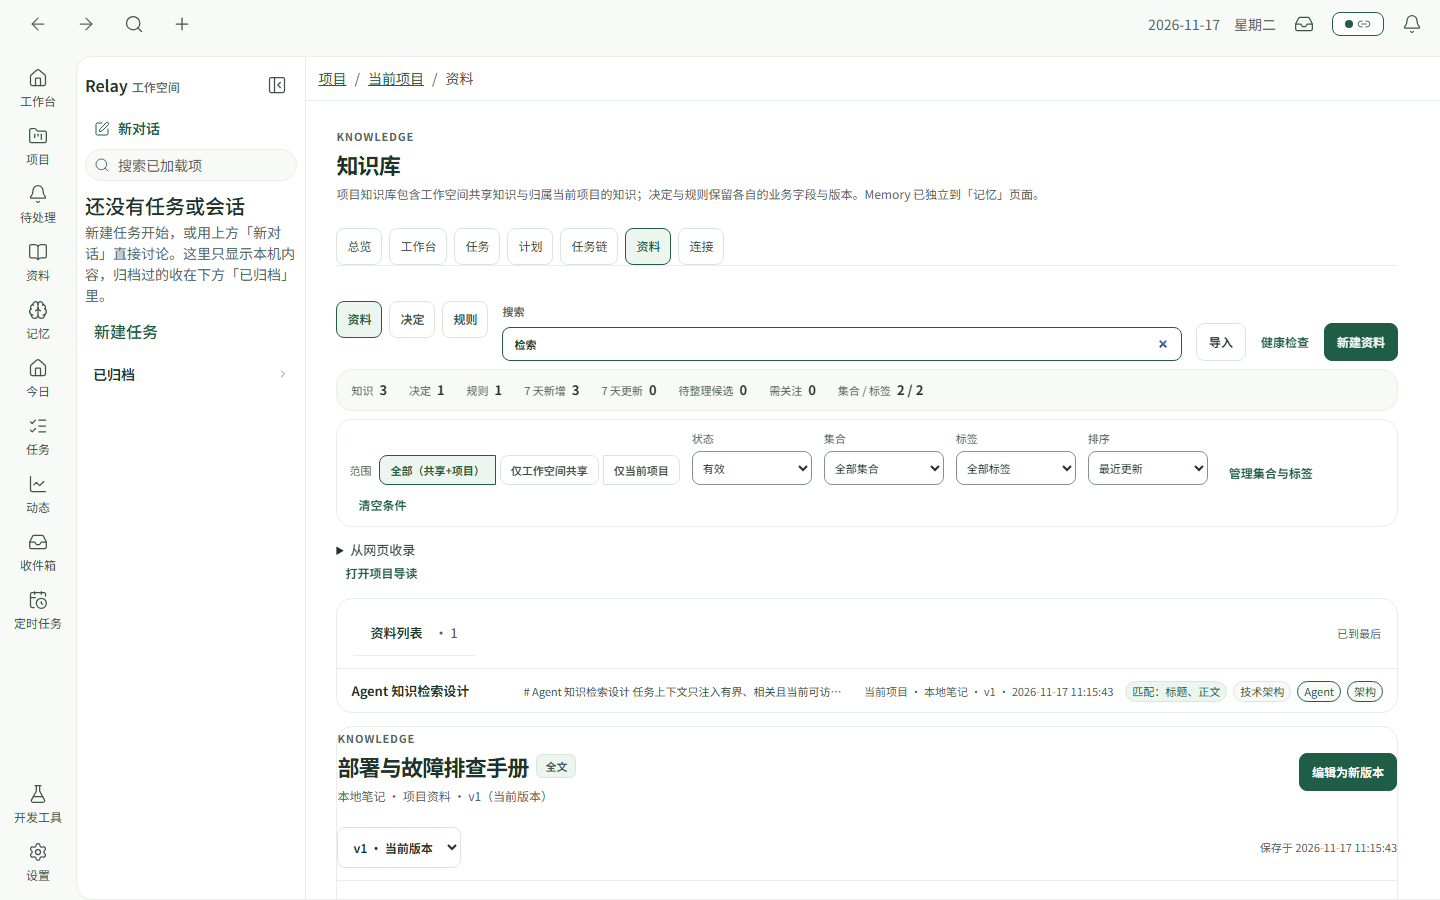 2026-11-17 星期二
工作台
项目
待处理
资料
记忆
今日
任务
动态
收件箱
定时任务
开发工具
设置
Relay 工作空间
新对话
搜索已加载项
还没有任务或会话
新建任务开始，或用上方「新对
话」直接讨论。这里只显示本机内
容，归档过的收在下方「已归档」
里。
新建任务
已归档
项目 / 当前项目 / 资料
KNOWLEDGE
知识库
项目知识库包含工作空间共享知识与归属当前项目的知识；决定与规则保留各自的业务字段与版本。Memory 已独立到「记忆」页面。
总览 工作台 任务 计划 任务链 资料 连接
资料 决定 规则
搜索
检索
导入 健康检查 新建资料
知识 3 决定 1 规则 1 7 天新增 3 7 天更新 0 待整理候选 0 需关注 0 集合 / 标签 2 / 2
状态 集合 标签 排序
范围 全部（共享+项目） 仅工作空间共享 仅当前项目 有效 全部集合 全部标签 最近更新 管理集合与标签
清空条件
从网页收录
打开项目导读
资料列表 · 1 已到最后
Agent 知识检索设计 # Agent 知识检索设计 任务上下文只注入有界、相关且当前可访… 当前项目 · 本地笔记 · v1 · 2026-11-17 11:15:43 匹配：标题、正文 技术架构 Agent 架构
KNOWLEDGE
部署与故障排查手册 全文 编辑为新版本
本地笔记 · 项目资料 · v1（当前版本）
v1 · 当前版本 保存于 2026-11-17 11:15:43